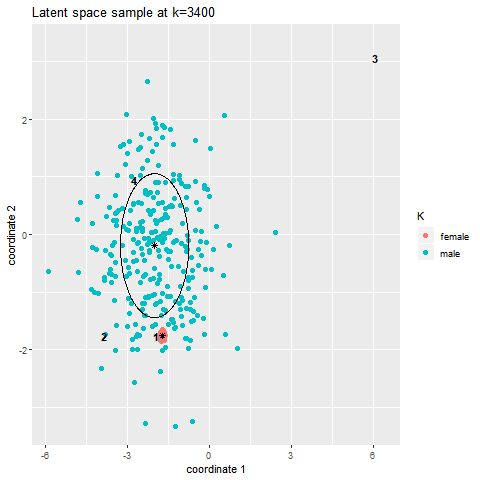 Latent space sample at k=3400
3
2
4
0
-2
2
1
-6
-3
0
3
6
coordinate 1
coordinate 2
K
female
male